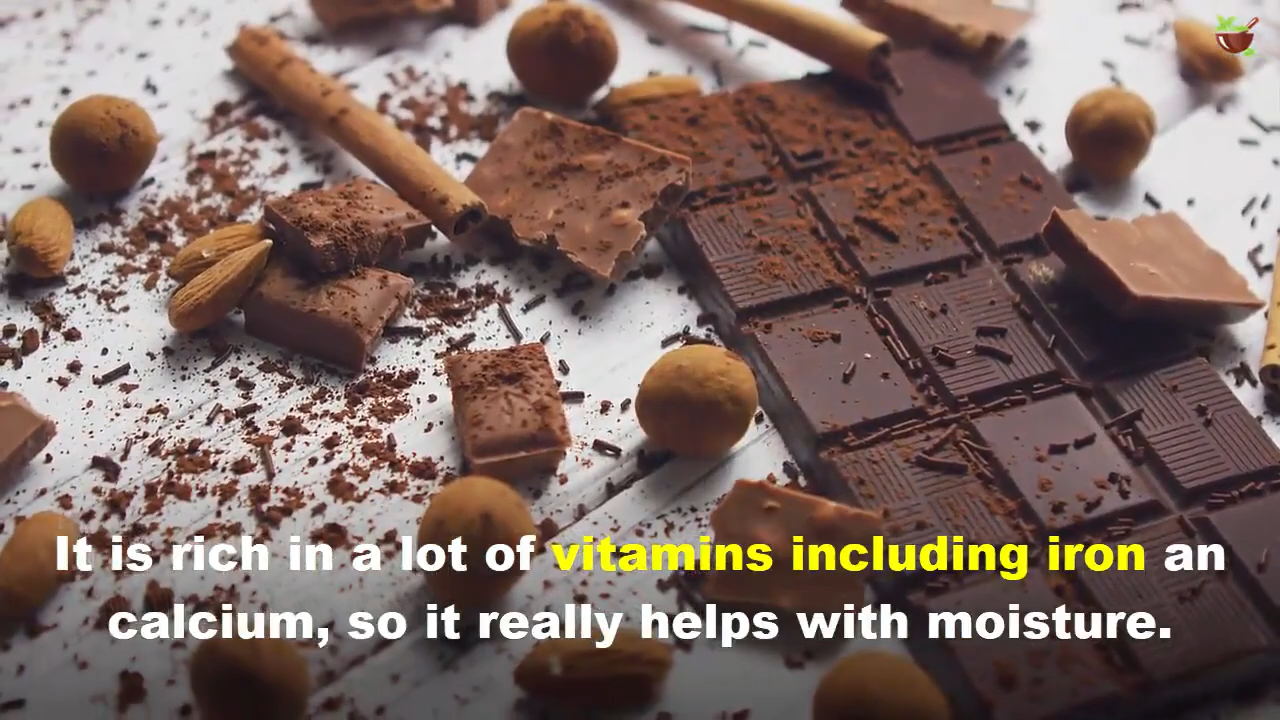 It is rich in a lot of vitamins including iron an
calcium, so it really helps with moisture.